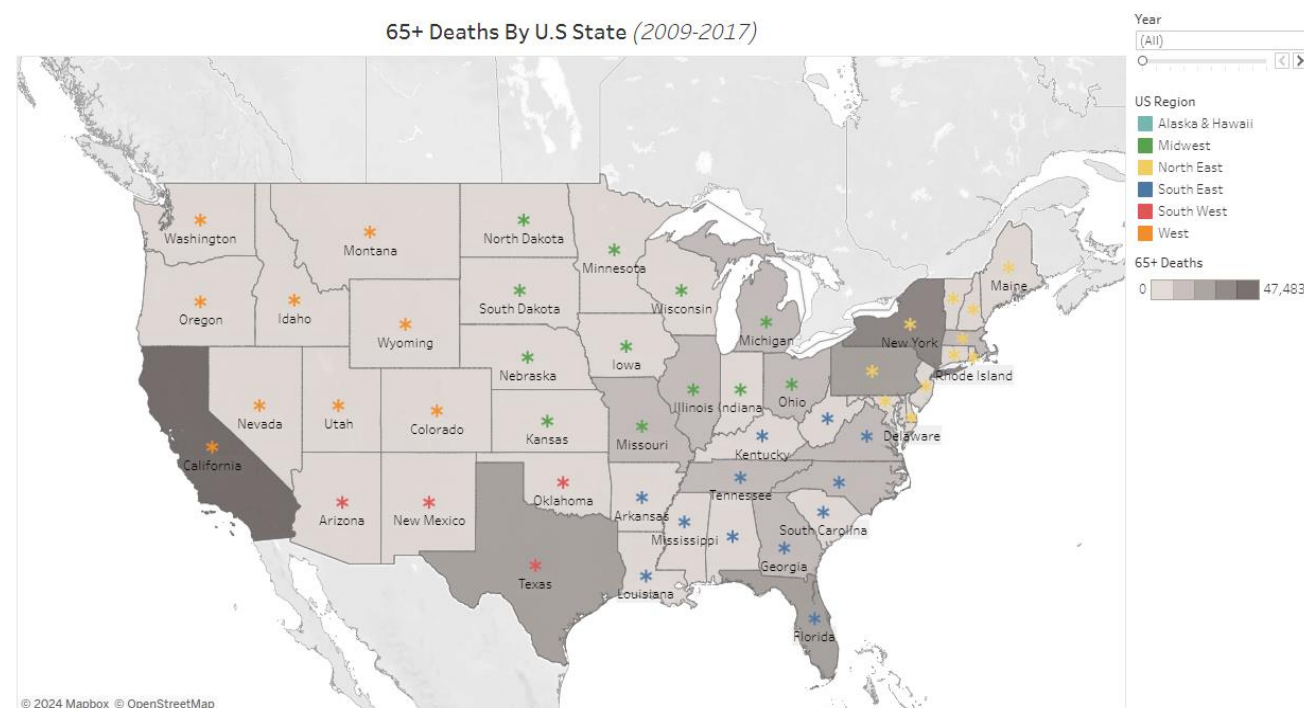 65+ Deaths By U.S State (2009-2017)
Year
(All)
US Region
Alaska & Hawaii
Midwest
North East
South East
South West
West
65+ Deaths
0 47,483
Washington
Montana
North Dakota
Minnesota
Maine
Oregon
Idaho
South Dakota
Wisconsin
Wyoming
Michigan
New York
Nebraska
Iowa
Rhode Island
Nevada
Utah
Colorado
Illinois
Indiana
Ohio
Kansas
Missouri
Delaware
California
Kentucky
Oklahoma
Tennessee
Arizona
New Mexico
Arkansas
South Carolina
Mississippi
Georgia
Texas
Louisiana
Florida
© 2024 Mapbox © OpenStreetMap